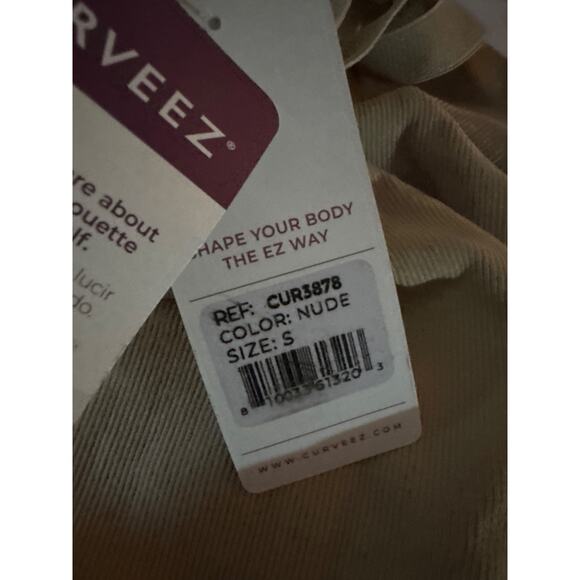 RVEEZ®
re about
ouette
lf.
lucir
do.
SHAPE YOUR BODY
THE EZ WAY
REF: CUR3878
COLOR: NUDE
SIZE: S
WWW.CURVEEZ.COM